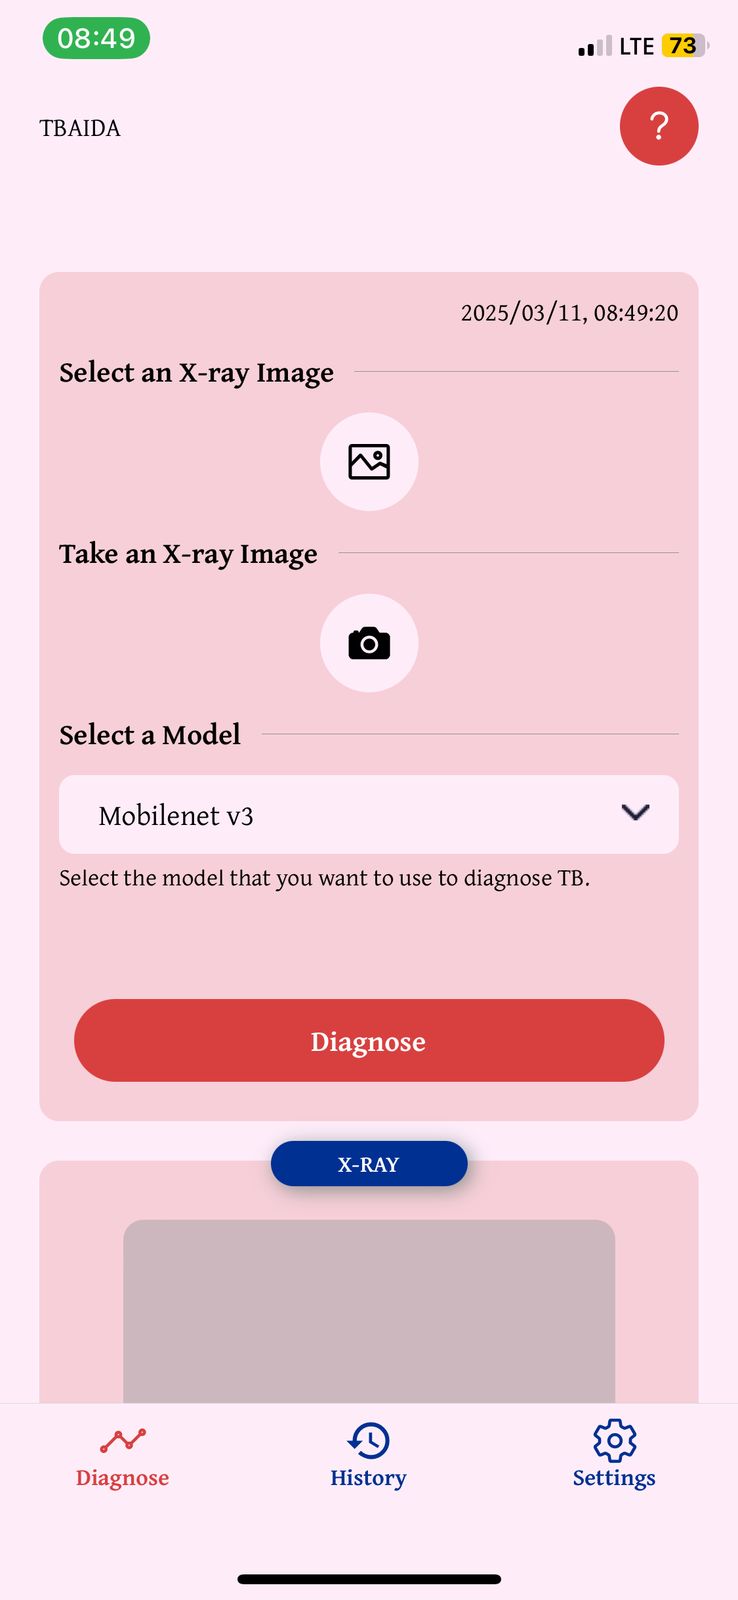 08:49
LTE 73
TBAIDA
?
2025/03/11, 08:49:20
Select an X-ray Image
Take an X-ray Image
Select a Model
Mobilenet v3
Select the model that you want to use to diagnose TB.
Diagnose
X-RAY
Diagnose History Settings